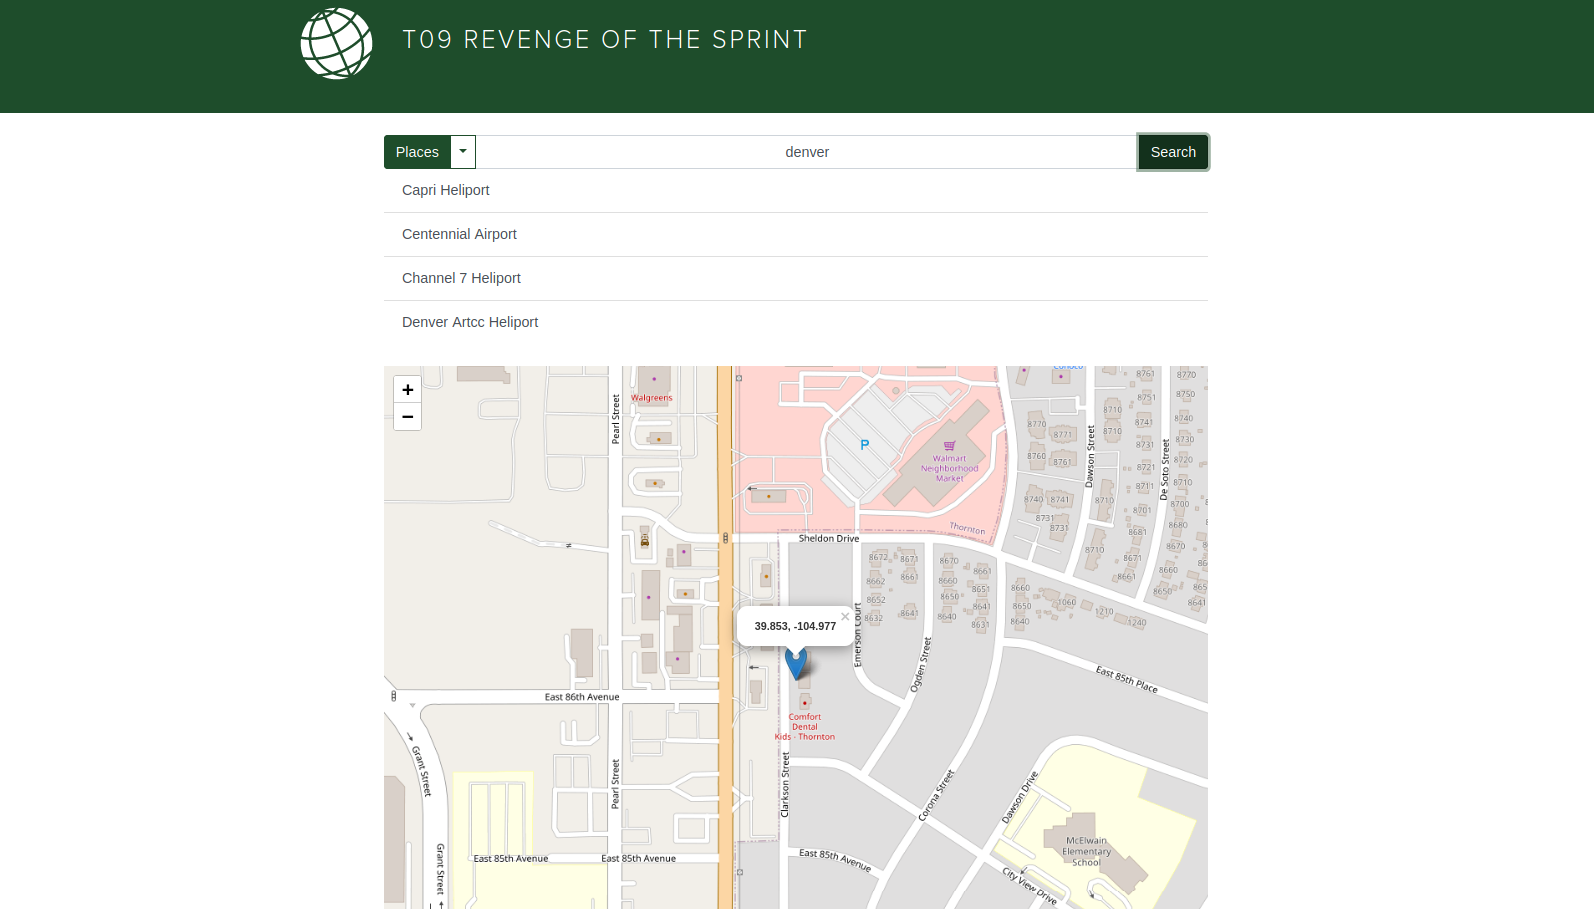 T09 REVENGE OF THE SPRINT
Places
denver
Search
Capri Heliport
Centennial Airport
Channel 7 Heliport
Denver Artcc Heliport
+
−
Walgreens
Pearl Street
P
Walmart
Neighborhood
Market
Thornton
Conoco
Dawson Street
De Soto Street
8761
8751
8741
8731
8721
8711
8701
8681
8671
8661
8770
8750
8740
8730
8720
8710
8700
8680
8670
8660
8650
8641
8710
8710
8770
8771
8760
8761
8740
8741
8731
8731
8710
8710
Sheldon Drive
8672
8671
8662
8661
8652
8641
8632
8670
8661
8660
8651
8650
8641
8640
8631
8660
8650
8640
1060
1210
1240
39.853, -104.977
×
Emerson Court
Ogden Street
East 85th Place
East 86th Avenue
Comfort
Dental
Kids - Thornton
Grant Street
Pearl Street
Clarkson Street
Corona Street
Dawson Drive
McElwain
Elementary
School
East 85th Avenue
East 85th Avenue
East 85th Avenue
City View Drive
Grant Street